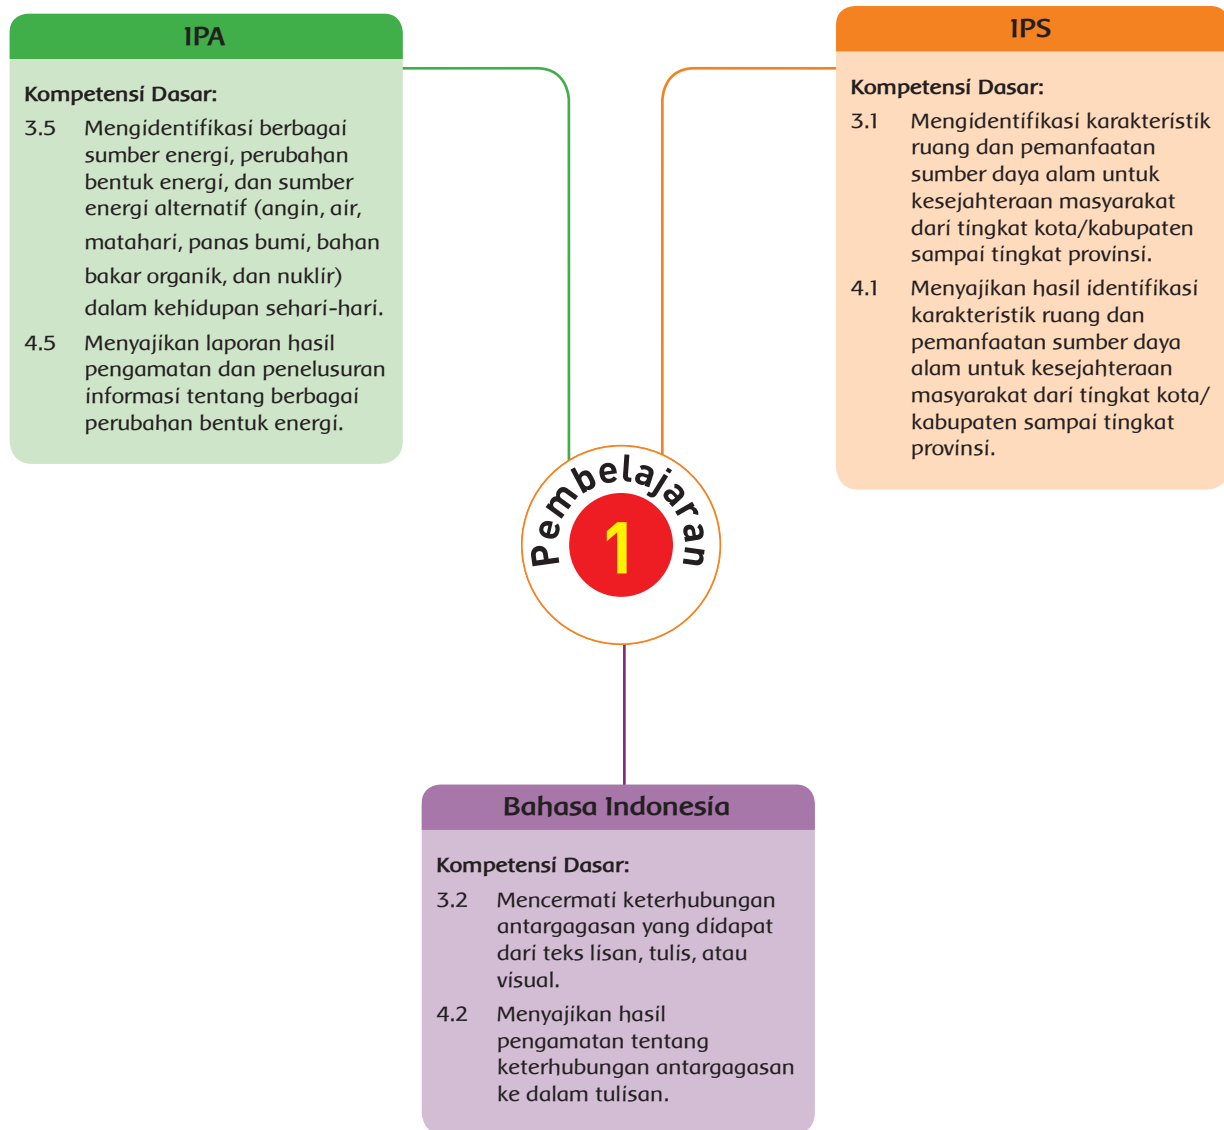 IPA
Kompetensi Dasar:
3.5 Mengidentifikasi berbagai
sumber energi, perubahan
bentuk energi, dan sumber
energi alternatif (angin, air,
matahari, panas bumi, bahan
bakar organik, dan nuklir)
dalam kehidupan sehari-hari.
4.5 Menyajikan laporan hasil
pengamatan dan penelusuran
informasi tentang berbagai
perubahan bentuk energi.
IPS
Kompetensi Dasar:
3.1 Mengidentifikasi karakteristik
ruang dan pemanfaatan
sumber daya alam untuk
kesejahteraan masyarakat
dari tingkat kota/kabupaten
sampai tingkat provinsi.
4.1 Menyajikan hasil identifikasi
karakteristik ruang dan
pemanfaatan sumber daya
alam untuk kesejahteraan
masyarakat dari tingkat kota/
kabupaten sampai tingkat
provinsi.
Pembelajaran
1
Bahasa Indonesia
Kompetensi Dasar:
3.2 Mencermati keterhubungan
antargagasan yang didapat
dari teks lisan, tulis, atau
visual.
4.2 Menyajikan hasil
pengamatan tentang
keterhubungan antargagasan
ke dalam tulisan.